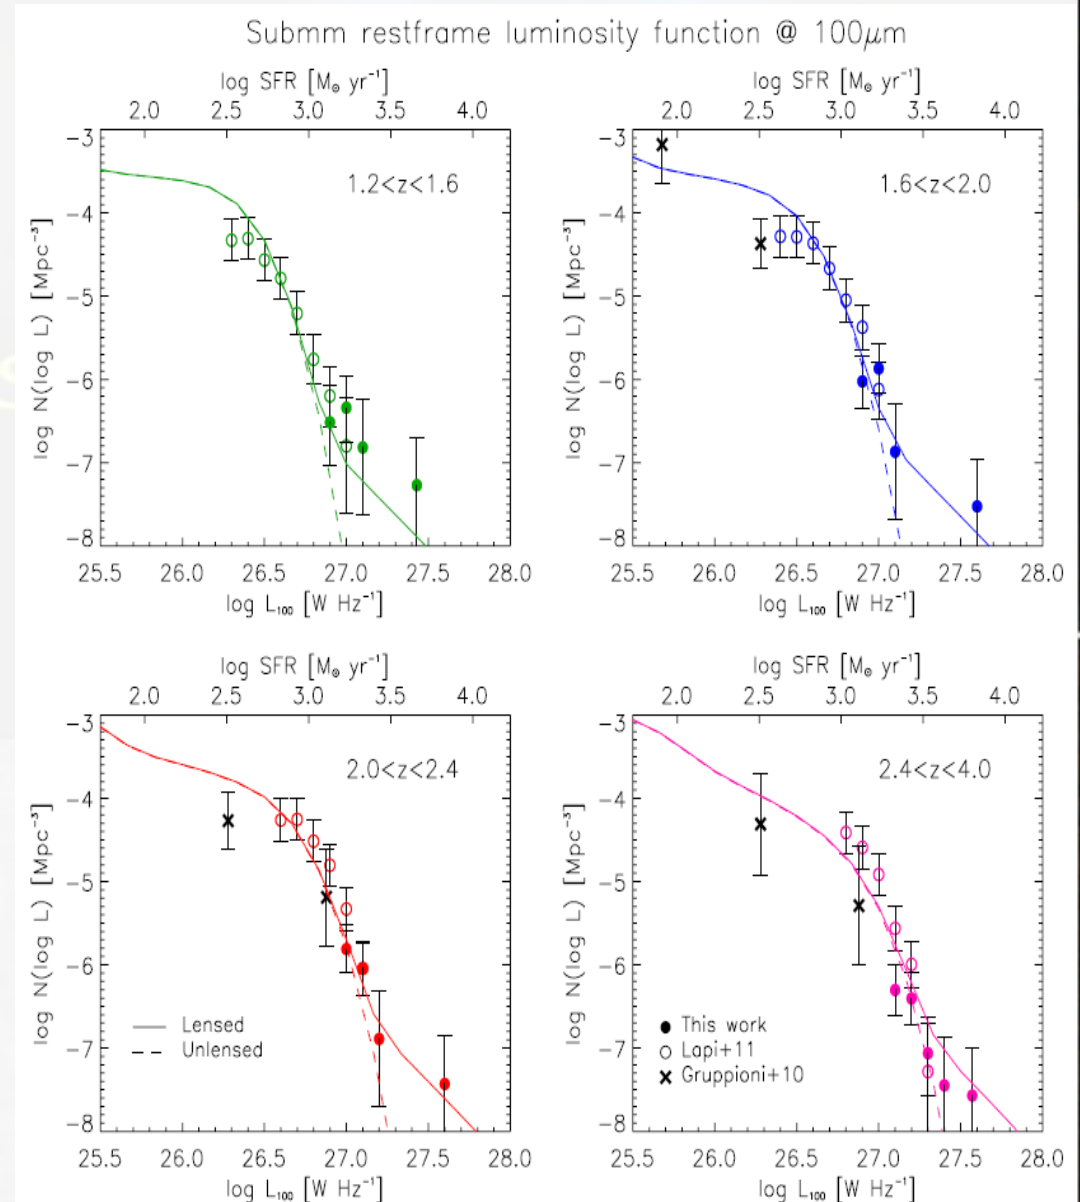 Submm restframe luminosity function @ 100μm
log SFR [M⊙ yr⁻¹]
2.0 2.5 3.0 3.5 4.0
log N(log L) [Mpc⁻³]
−3
−4
−5
−6
−7
−8
1.2<z<1.6
25.5 26.0 26.5 27.0 27.5 28.0
log L₁₀₀ [W Hz⁻¹]
log SFR [M⊙ yr⁻¹]
2.0 2.5 3.0 3.5 4.0
log N(log L) [Mpc⁻³]
−3
−4
−5
−6
−7
−8
1.6<z<2.0
25.5 26.0 26.5 27.0 27.5 28.0
log L₁₀₀ [W Hz⁻¹]
log SFR [M⊙ yr⁻¹]
2.0 2.5 3.0 3.5 4.0
log N(log L) [Mpc⁻³]
−3
−4
−5
−6
−7
−8
2.0<z<2.4
Lensed
Unlensed
25.5 26.0 26.5 27.0 27.5 28.0
log L₁₀₀ [W Hz⁻¹]
log SFR [M⊙ yr⁻¹]
2.0 2.5 3.0 3.5 4.0
log N(log L) [Mpc⁻³]
−3
−4
−5
−6
−7
−8
2.4<z<4.0
This work
Lapi+11
Gruppioni+10
25.5 26.0 26.5 27.0 27.5 28.0
log L₁₀₀ [W Hz⁻¹]